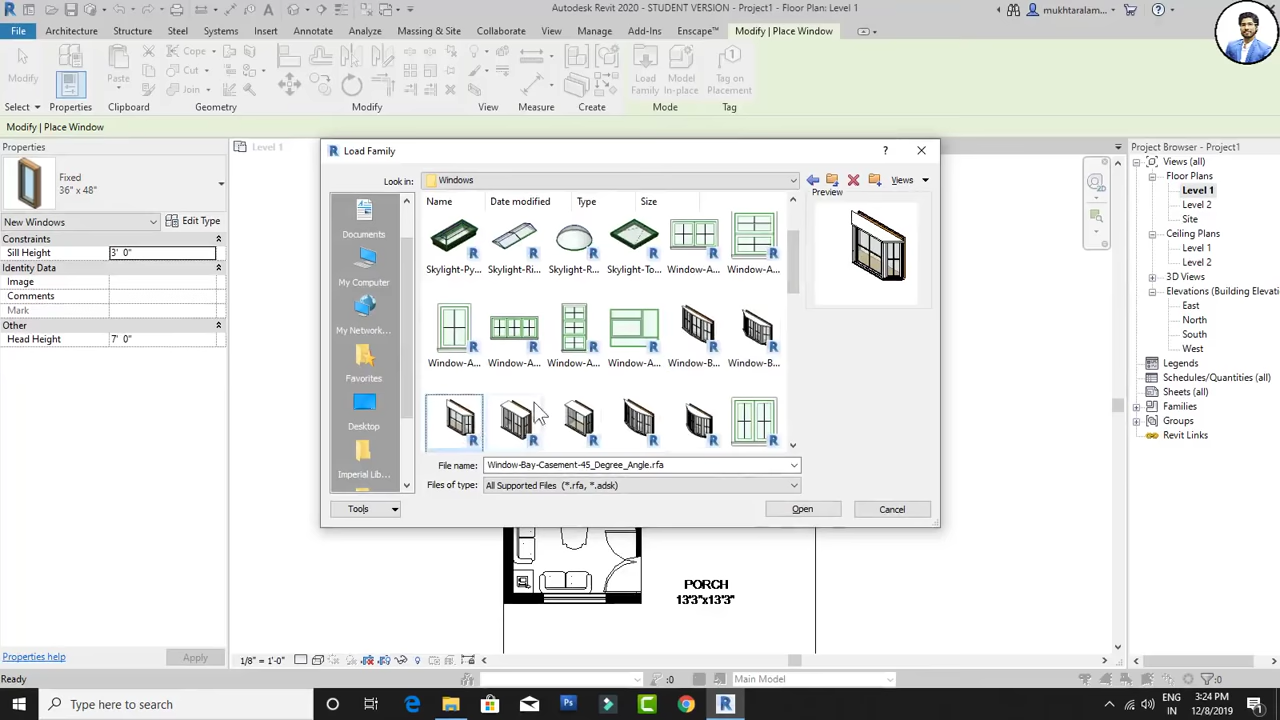 Autodesk Revit 2020 - STUDENT VERSION - Project1 - Floor Plan: Level 1
mukhtaralam...
File Architecture Structure Steel Systems Insert Annotate Analyze Massing & Site Collaborate View Manage Add-Ins Enscape™ Modify | Place Window
Modify Paste Cope Cut Join Load Family Model In-place Tag on Placement
Select Properties Clipboard Geometry Modify View Measure Create Mode Tag
Modify | Place Window
Properties
Fixed
36" x 48"
New Windows Edit Type
Constraints
Sill Height 3' 0"
Identity Data
Image
Comments
Mark
Other
Head Height 7' 0"
Properties help Apply
Level 1
Load Family
Look in: Windows Views
Name Date modified Type Size
Documents
My Computer
My Network...
Favorites
Desktop
Imperial Lib...
Skylight-Py... Skylight-Ri... Skylight-R... Skylight-To... Window-A... Window-A...
Window-A... Window-A... Window-A... Window-A... Window-B... Window-B...
Preview
File name: Window-Bay-Casement-45_Degree_Angle.rfa
Files of type: All Supported Files (*.rfa, *.adsk)
Tools Open Cancel
PORCH
13'3"x13'3"
Project Browser - Project1
Views (all)
Floor Plans
Level 1
Level 2
Site
Ceiling Plans
Level 1
Level 2
3D Views
Elevations (Building Elevati
East
North
South
West
Legends
Schedules/Quantities (all)
Sheets (all)
Families
Groups
Revit Links
1/8" = 1'-0"
Ready :0 Main Model :0
Type here to search
ENG
IN
3:24 PM
12/8/2019